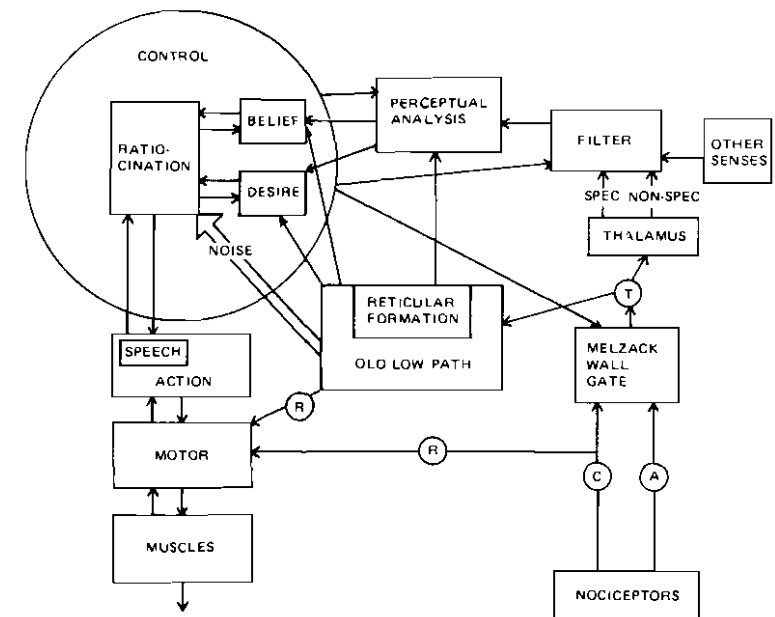 CONTROL
RATIO-
CINATION
BELIEF
DESIRE
PERCEPTUAL
ANALYSIS
FILTER
OTHER
SENSES
SPEC
NON-SPEC
THALAMUS
NOISE
T
RETICULAR
FORMATION
OLD LOW PATH
MELZACK
WALL
GATE
SPEECH
ACTION
R
MOTOR
R
C
A
MUSCLES
NOCICEPTORS